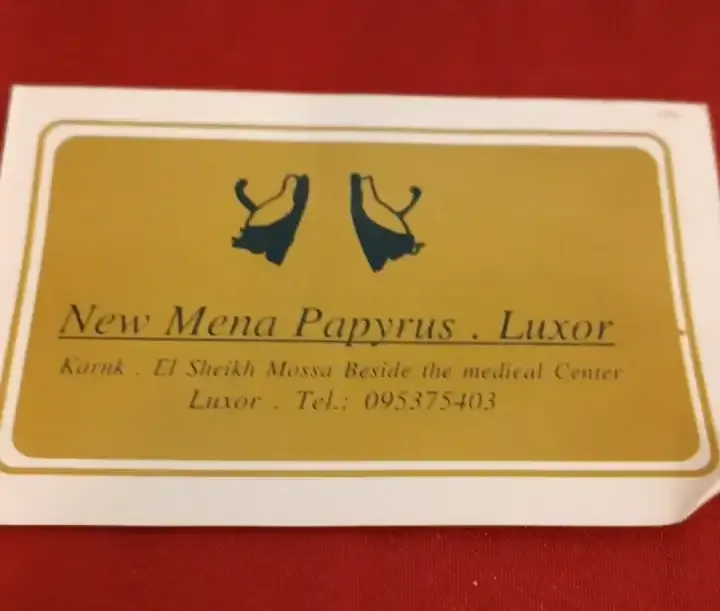 New Mena Papyrus . Luxor
Karnk . El Sheikh Mossa Beside the medical Center
Luxor . Tel.: 095375403